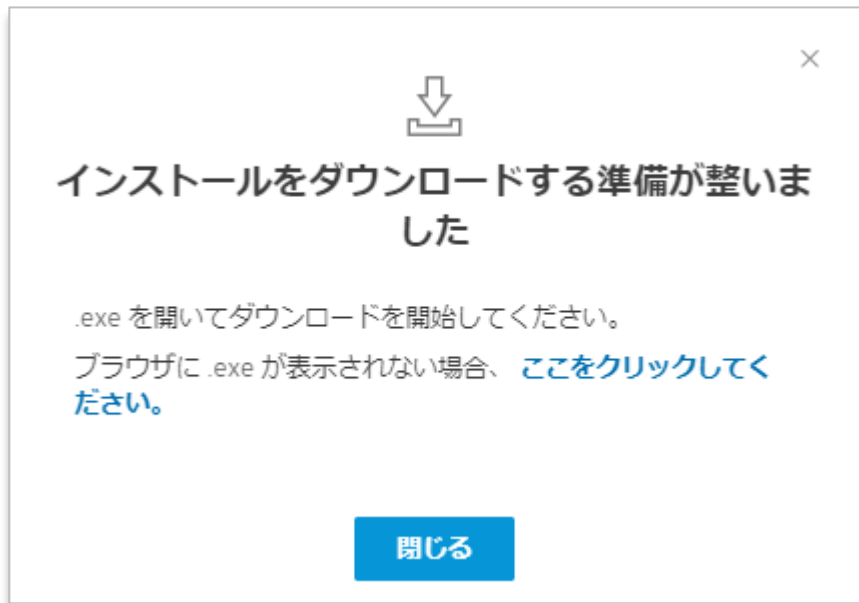 インストールをダウンロードする準備が整いま
した
.exe を開いてダウンロードを開始してください。
ブラウザに .exe が表示されない場合、 ここをクリックしてく
ださい。
閉じる